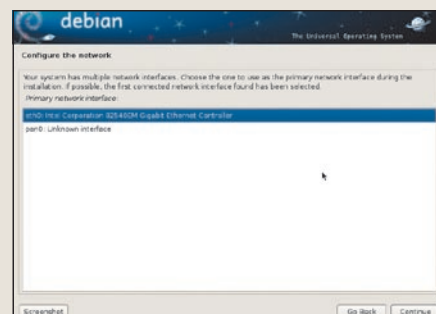 debian
The Universal Operating System
Configure the network
Your system has multiple network interfaces. Choose the one to use as the primary network interface during the
installation. If possible, the first connected network interface found has been selected.
Primary network interface:
eth0: Intel Corporation 82540EM Gigabit Ethernet Controller
pan0: Unknown interface
Screenshot
Go Back
Continue